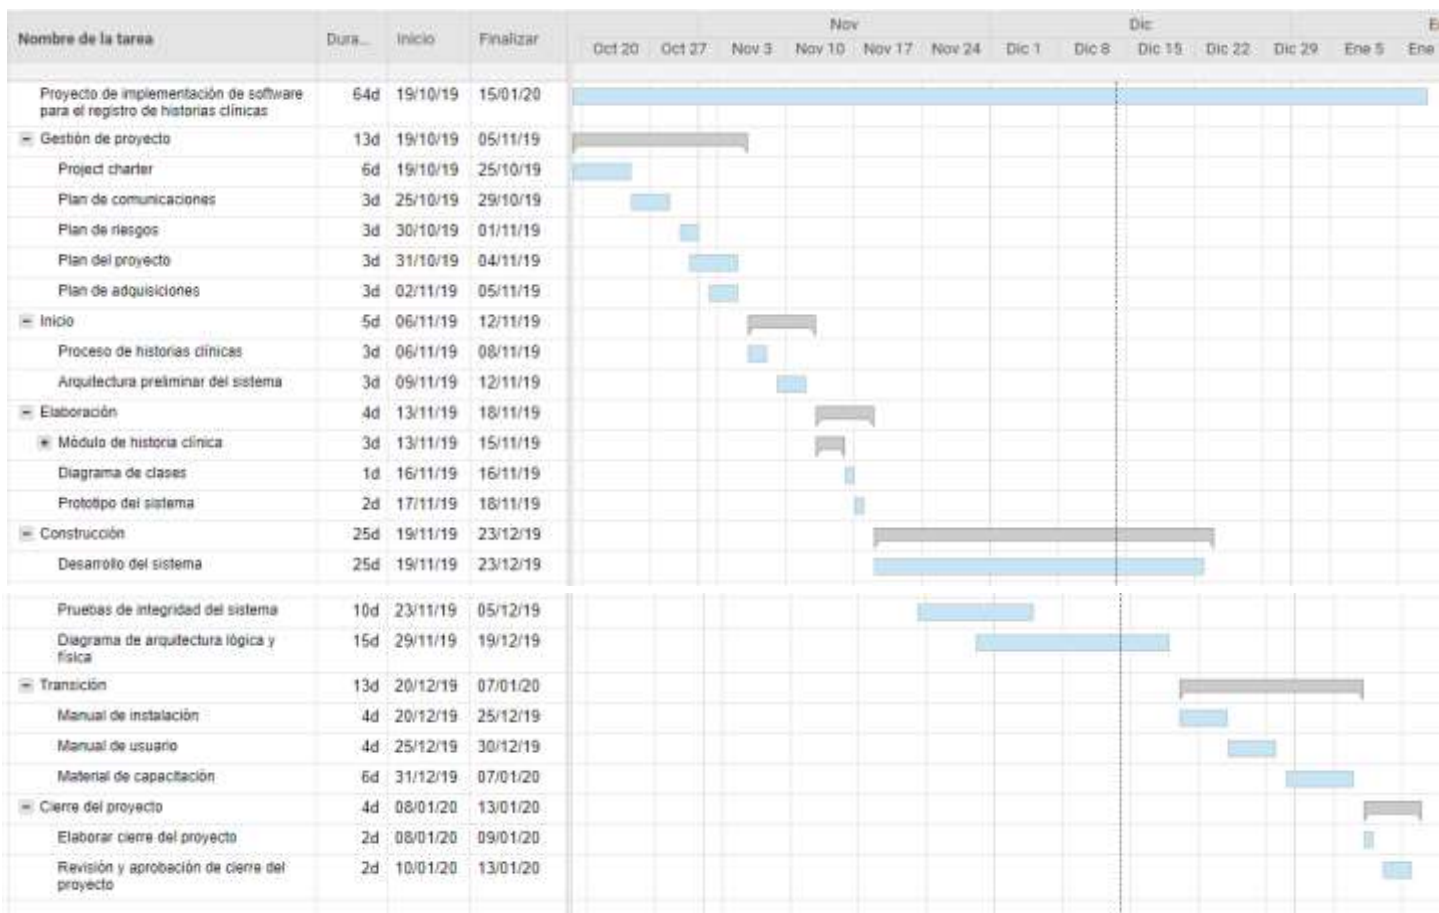 Nov Dic E
Nombre de la tarea Dura... Inicio Finalizar Oct 20 Oct 27 Nov 3 Nov 10 Nov 17 Nov 24 Dic 1 Dic 8 Dic 15 Dic 22 Dic 29 Ene 5 Ene
Proyecto de implementación de software 64d 19/10/19 15/01/20
para el registro de historias clínicas
Gestión de proyecto 13d 19/10/19 05/11/19
Project charter 6d 19/10/19 25/10/19
Plan de comunicaciones 3d 25/10/19 29/10/19
Plan de riesgos 3d 30/10/19 01/11/19
Plan del proyecto 3d 31/10/19 04/11/19
Plan de adquisiciones 3d 02/11/19 05/11/19
Inicio 5d 06/11/19 12/11/19
Proceso de historias clínicas 3d 06/11/19 08/11/19
Arquitectura preliminar del sistema 3d 09/11/19 12/11/19
Elaboración 4d 13/11/19 18/11/19
Módulo de historia clínica 3d 13/11/19 15/11/19
Diagrama de clases 1d 16/11/19 16/11/19
Prototipo del sistema 2d 17/11/19 18/11/19
Construcción 25d 19/11/19 23/12/19
Desarrollo del sistema 25d 19/11/19 23/12/19
Pruebas de integridad del sistema 10d 23/11/19 05/12/19
Diagrama de arquitectura lógica y 15d 29/11/19 19/12/19
física
Transición 13d 20/12/19 07/01/20
Manual de instalación 4d 20/12/19 25/12/19
Manual de usuario 4d 25/12/19 30/12/19
Material de capacitación 6d 31/12/19 07/01/20
Cierre del proyecto 4d 08/01/20 13/01/20
Elaborar cierre del proyecto 2d 08/01/20 09/01/20
Revisión y aprobación de cierre del 2d 10/01/20 13/01/20
proyecto